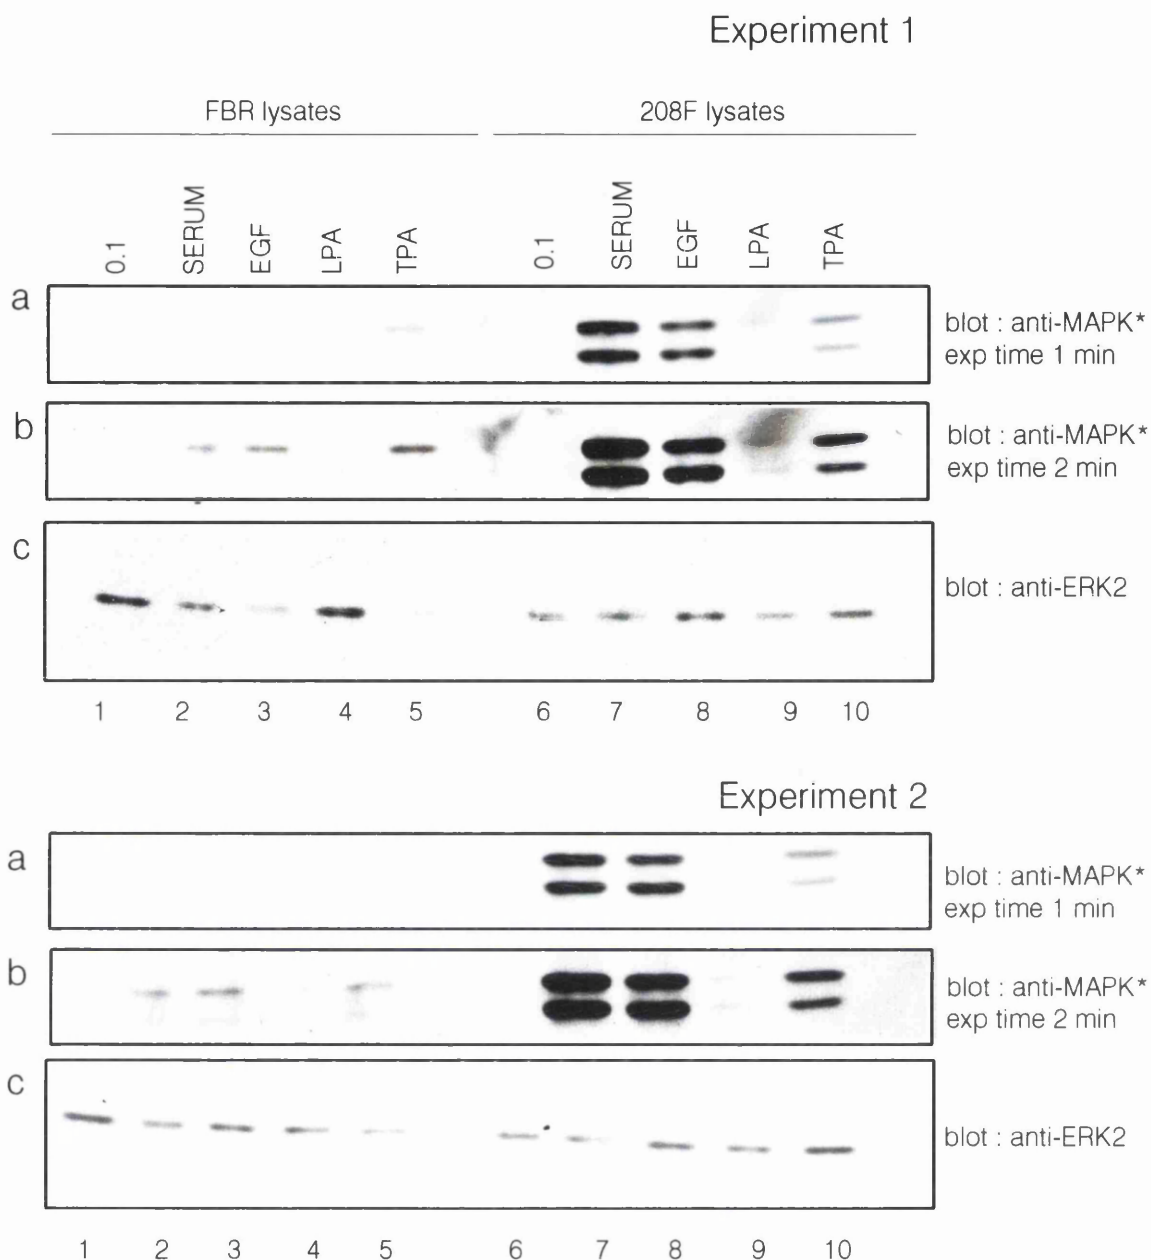 Experiment 1
FBR lysates 208F lysates
0.1 SERUM EGF LPA TPA 0.1 SERUM EGF LPA TPA
a
blot : anti-MAPK*
exp time 1 min
b
blot : anti-MAPK*
exp time 2 min
c
blot : anti-ERK2
1 2 3 4 5 6 7 8 9 10
Experiment 2
a
blot : anti-MAPK*
exp time 1 min
b
blot : anti-MAPK*
exp time 2 min
c
blot : anti-ERK2
1 2 3 4 5 6 7 8 9 10